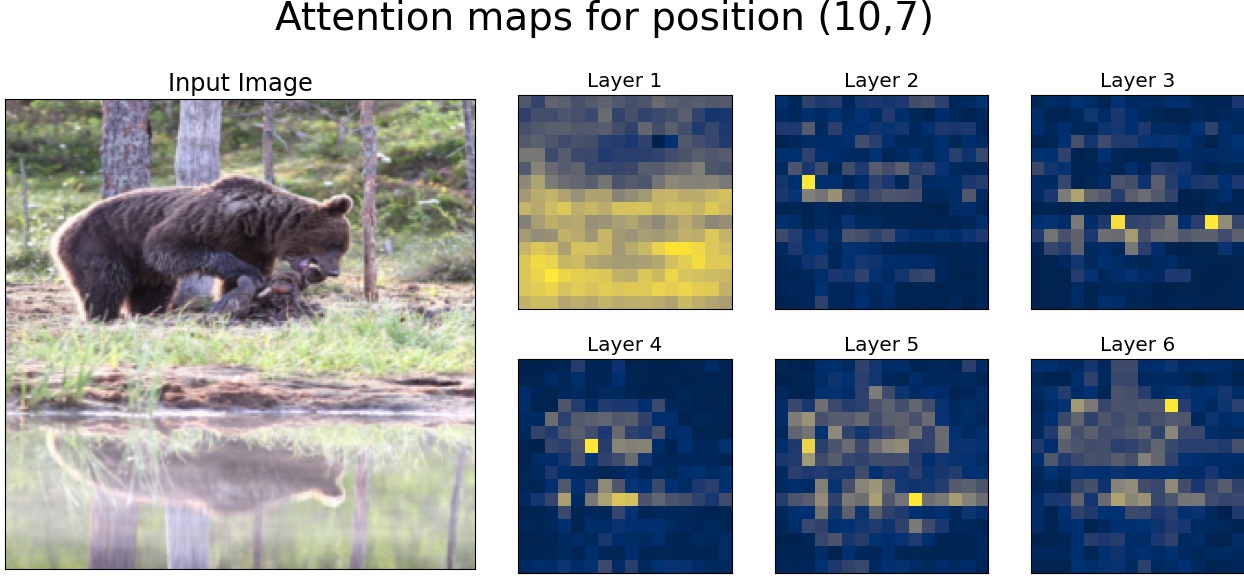 Attention maps for position (10,7)
Input Image
Layer 1
Layer 2
Layer 3
Layer 4
Layer 5
Layer 6